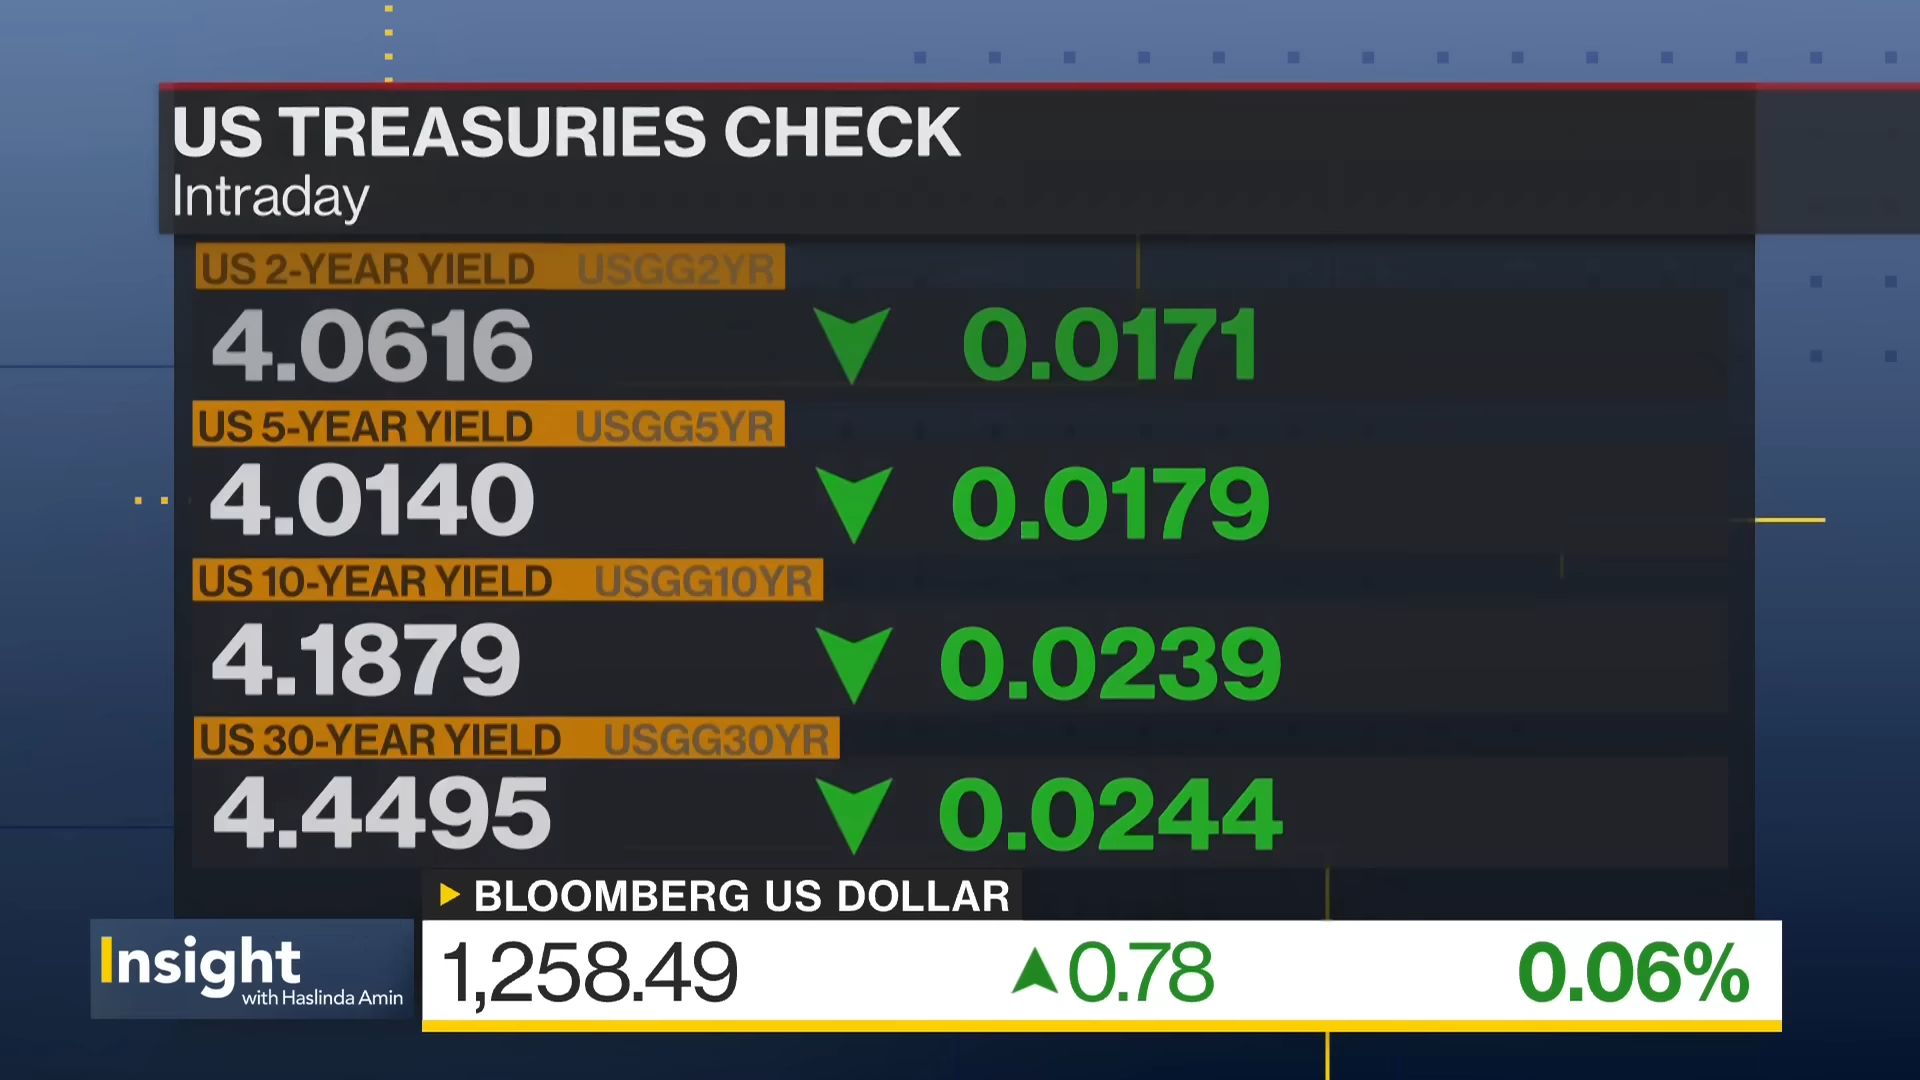 US TREASURIES CHECK
Intraday
US 2-YEAR YIELD USGG2YR
4.0616 0.0171
US 5-YEAR YIELD USGG5YR
4.0140 0.0179
US 10-YEAR YIELD USGG10YR
4.1879 0.0239
US 30-YEAR YIELD USGG30YR
4.4495 0.0244
BLOOMBERG US DOLLAR
1,258.49 0.78 0.06%
Insight
with Haslinda Amin